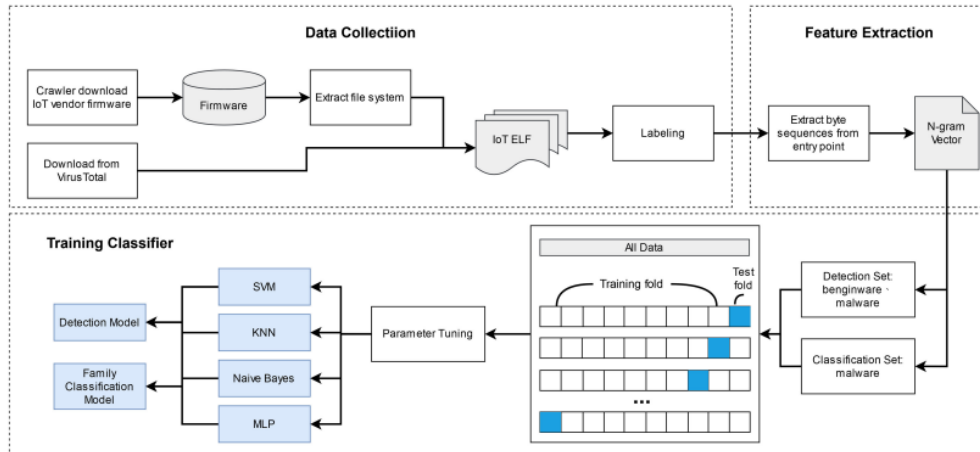 Data Collectiion
Feature Extraction
Crawler download
IoT vendor firmware
Firmware
Extract file system
IoT ELF
Labeling
Extract byte
sequences from
entry point
N-gram
Vector
Download from
VirusTotal
Training Classifier
All Data
Training fold
Test
fold
...
Detection Set:
benginware、
malware
Classification Set:
malware
Parameter Tuning
SVM
KNN
Naive Bayes
MLP
Detection Model
Family
Classification
Model